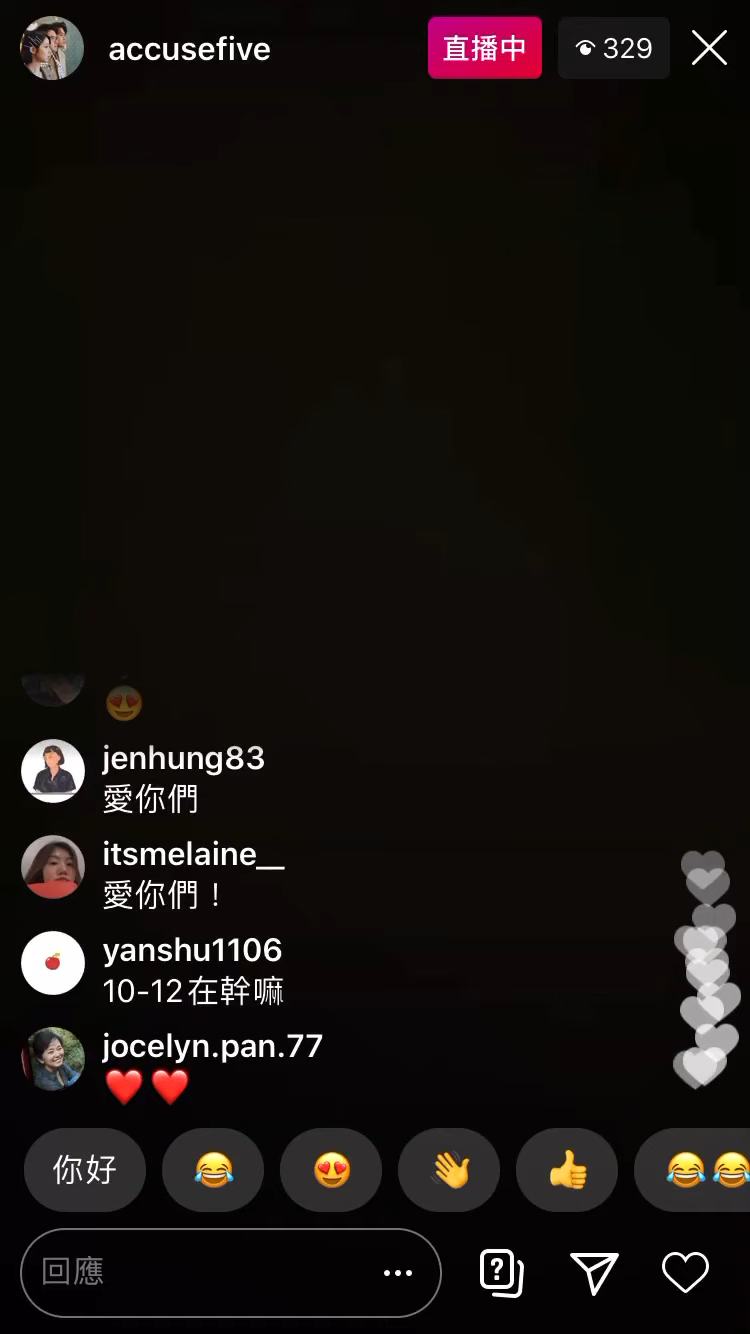 accusefive
直播中
329
jenhung83
愛你們
itsmelaine__
愛你們！
yanshu1106
10-12在幹嘛
jocelyn.pan.77
❤️❤️
你好
回應